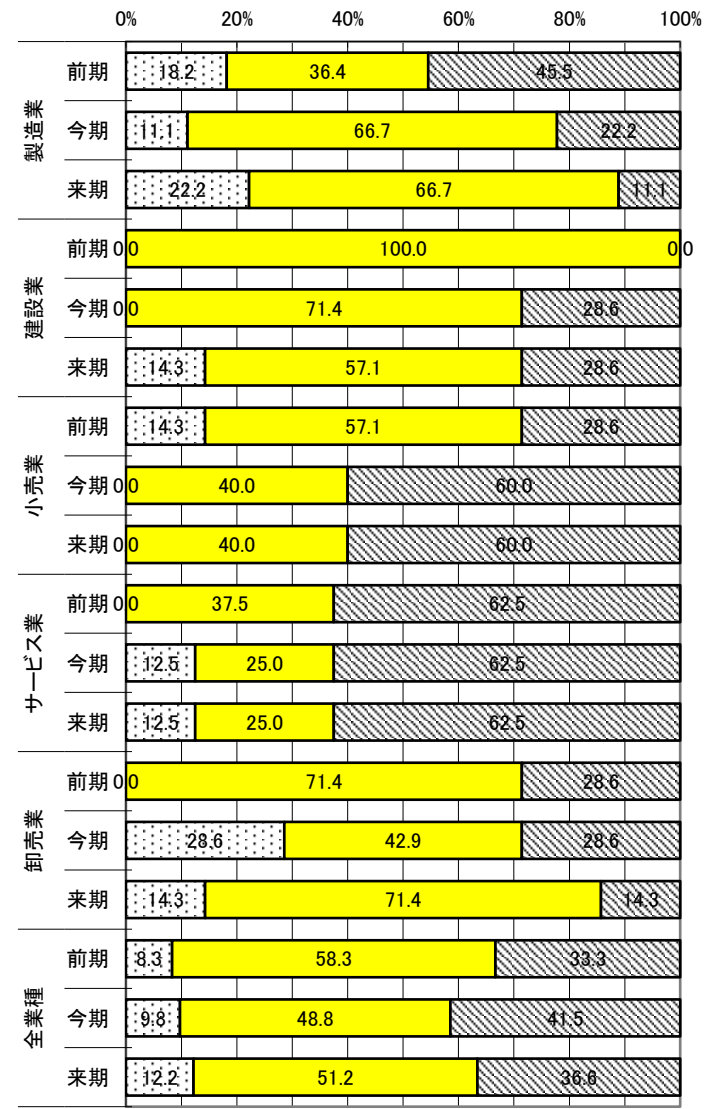 0% 20% 40% 60% 80% 100%
製造業
前期 18.2 36.4 45.5
今期 11.1 66.7 22.2
来期 22.2 66.7 11.1
建設業
前期 0.0 100.0 0.0
今期 0.0 71.4 28.6
来期 14.3 57.1 28.6
小売業
前期 14.3 57.1 28.6
今期 0.0 40.0 60.0
来期 0.0 40.0 60.0
サービス業
前期 0.0 37.5 62.5
今期 12.5 25.0 62.5
来期 12.5 25.0 62.5
卸売業
前期 0.0 71.4 28.6
今期 28.6 42.9 28.6
来期 14.3 71.4 14.3
全業種
前期 8.3 58.3 33.3
今期 9.8 48.8 41.5
来期 12.2 51.2 36.6